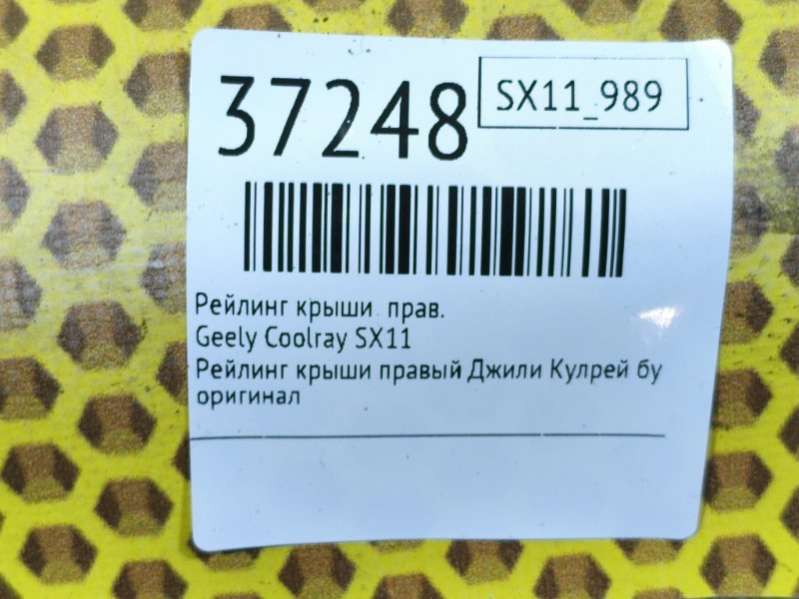 37248
SX11_989
Рейлинг крыши прав.
Geely Coolray SX11
Рейлинг крыши правый Джили Кулрей бу
оригинал